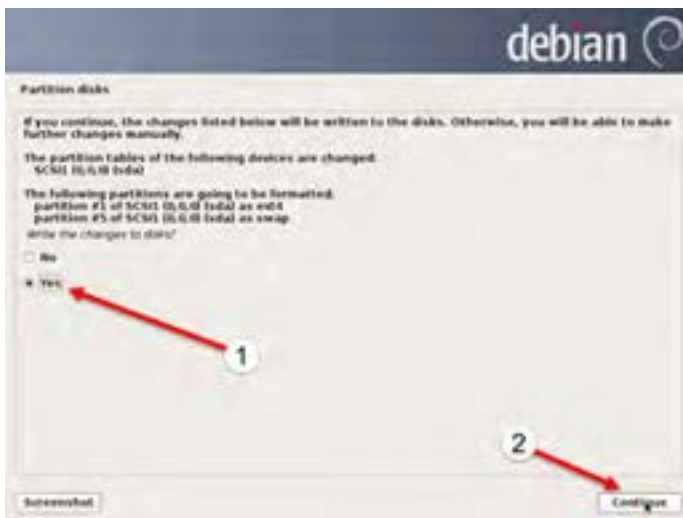 debian
Partition disks
If you continue, the changes listed below will be written to the disks. Otherwise, you will be able to make
further changes manually.
The partition tables of the following devices are changed:
SCSI1 (0,0,0) (sda)
The following partitions are going to be formatted:
partition #1 of SCSI1 (0,0,0) (sda) as ext4
partition #5 of SCSI1 (0,0,0) (sda) as swap
Write the changes to disks?
No
Yes
1
2
Screenshot
Continue